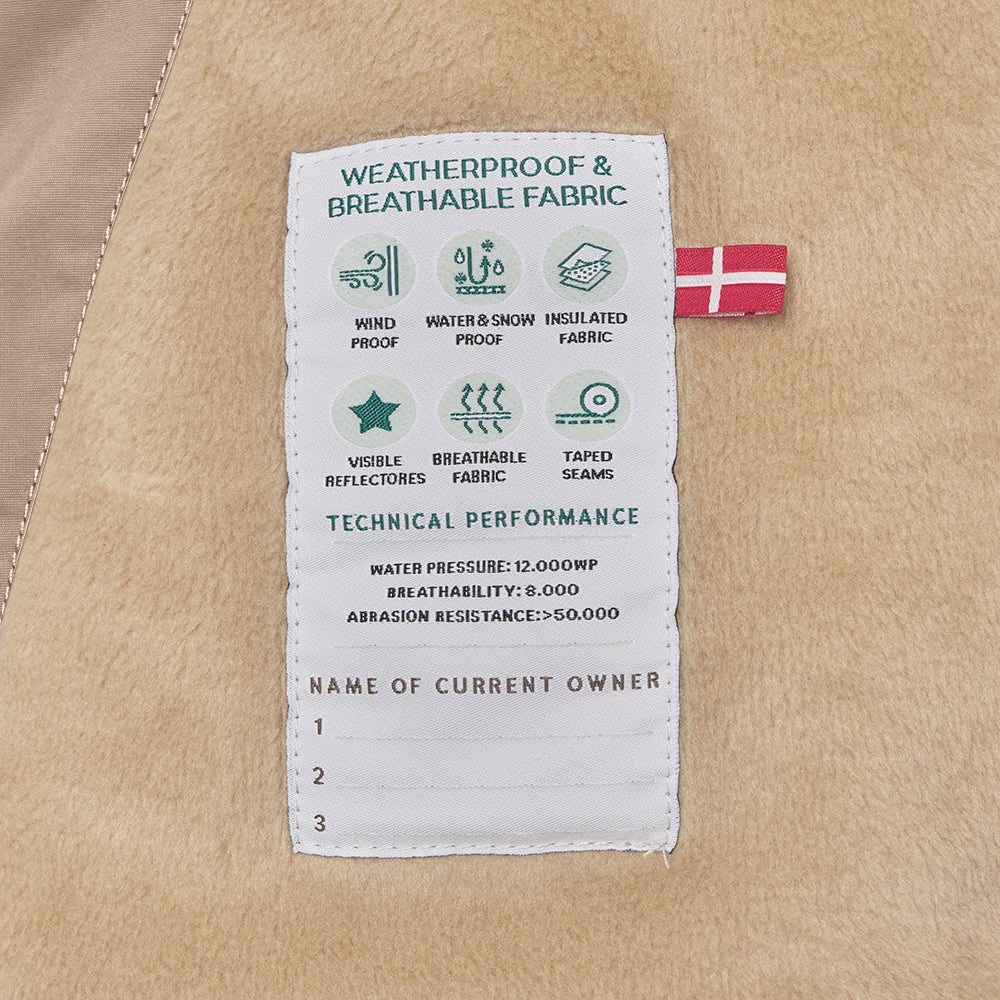 WEATHERPROOF &
BREATHABLE FABRIC
WIND
PROOF
WATER & SNOW
PROOF
INSULATED
FABRIC
VISIBLE
REFLECTORES
BREATHABLE
FABRIC
TAPED
SEAMS
TECHNICAL PERFORMANCE
WATER PRESSURE: 12.000WP
BREATHABILITY: 8.000
ABRASION RESISTANCE:>50.000
NAME OF CURRENT OWNER
1
2
3